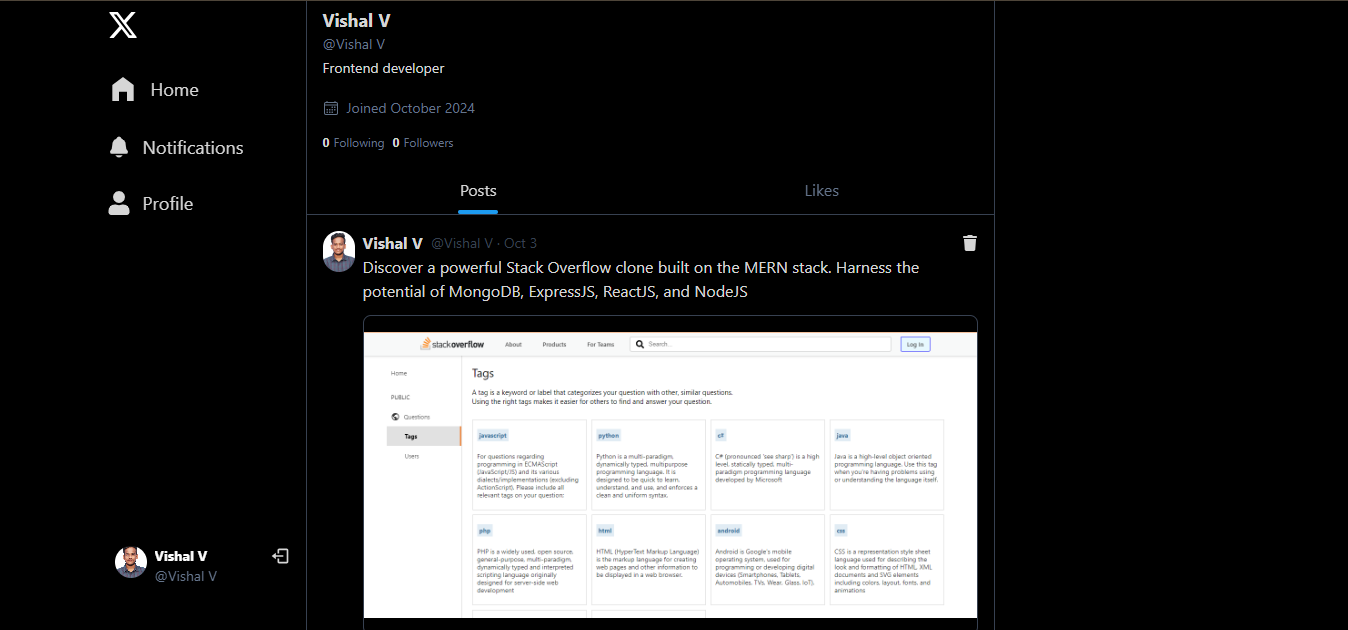 Home
Notifications
Profile
Vishal V
@Vishal V
Vishal V
@Vishal V
Frontend developer
Joined October 2024
0 Following 0 Followers
Posts
Likes
Vishal V @Vishal V · Oct 3
Discover a powerful Stack Overflow clone built on the MERN stack. Harness the
potential of MongoDB, ExpressJS, ReactJS, and NodeJS
stackoverflow About Products For Teams Search... Log In
Home
PUBLIC
Questions
Tags
Users
Tags
A tag is a keyword or label that categorizes your question with other, similar questions.
Using the right tags makes it easier for others to find and answer your question.
javascript
For questions regarding
programming in ECMAScript
(JavaScript/JS) and its various
dialects/implementations (excluding
ActionScript). Please include all
relevant tags on your question;
python
Python is a multi-paradigm,
dynamically typed, multipurpose
programming language. It is
designed to be quick to learn,
understand, and use, and enforces a
clean and uniform syntax.
c#
C# (pronounced 'see sharp') is a high
level, statically typed, multi-
paradigm programming language
developed by Microsoft
java
Java is a high-level object oriented
programming language. Use this tag
when you're having problems using
or understanding the language itself.
php
PHP is a widely used, open source,
general-purpose, multi-paradigm,
dynamically typed and interpreted
scripting language originally
designed for server-side web
development
html
HTML (HyperText Markup Language)
is the markup language for creating
web pages and other information to
be displayed in a web browser.
android
Android is Google's mobile
operating system, used for
programming or developing digital
devices (Smartphones, Tablets,
Automobiles, TVs, Wear, Glass, IoT).
css
CSS is a representation style sheet
language used for describing the
look and formatting of HTML, XML
documents and SVG elements
including colors, layout, fonts, and
animations